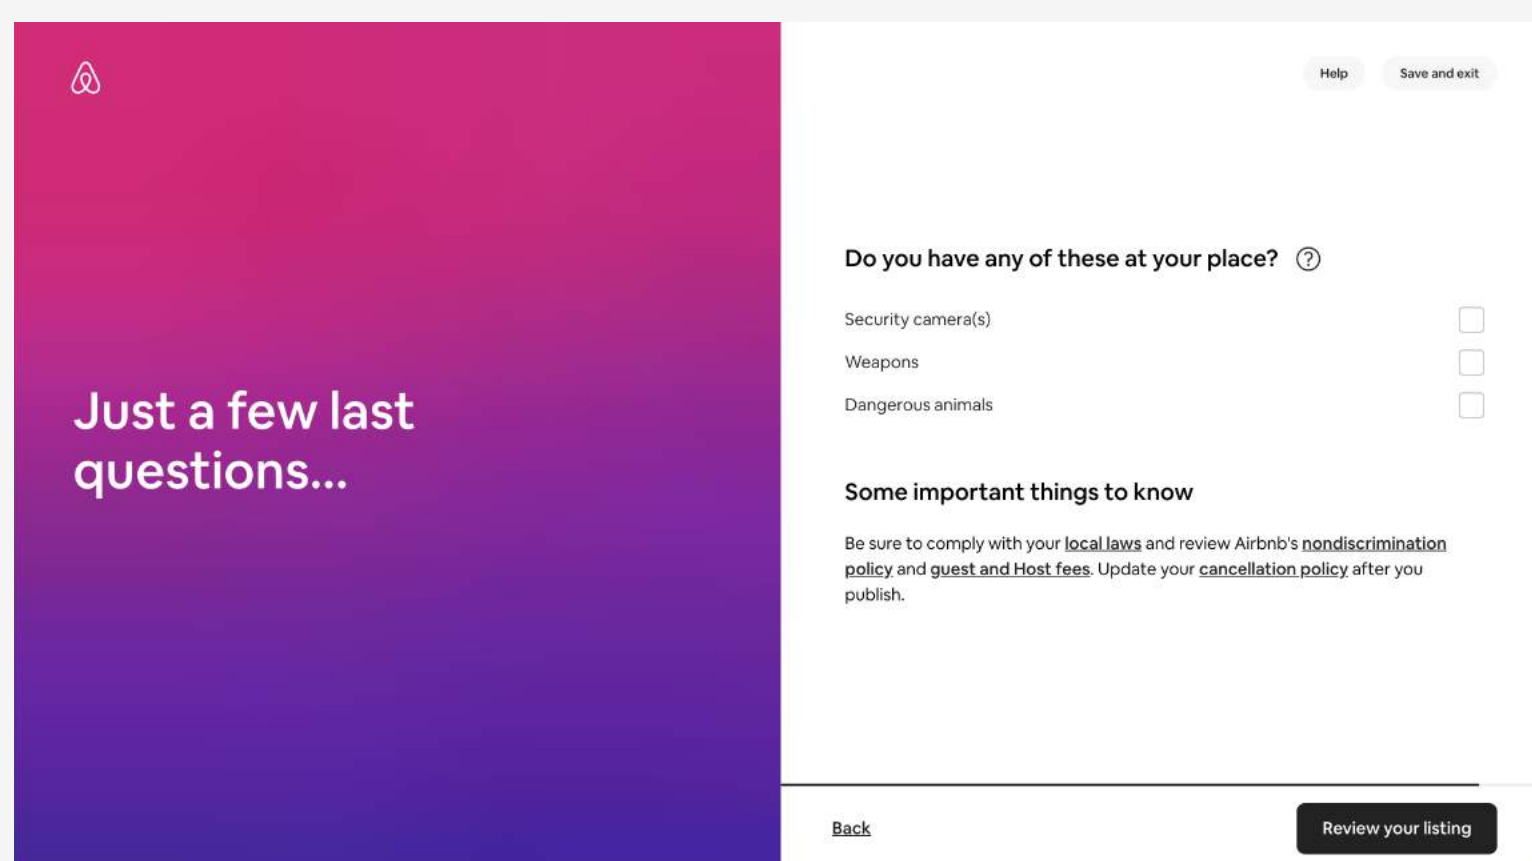 Just a few last
questions...
Help
Save and exit
Do you have any of these at your place?
Security camera(s)
Weapons
Dangerous animals
Some important things to know
Be sure to comply with your local laws and review Airbnb's nondiscrimination
policy and guest and Host fees. Update your cancellation policy after you
publish.
Back
Review your listing